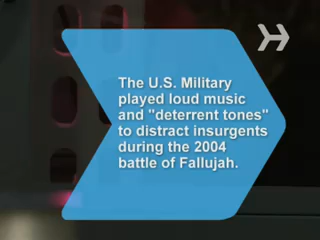 The U.S. Military
played loud music
and "deterrent tones"
to distract insurgents
during the 2004
battle of Fallujah.